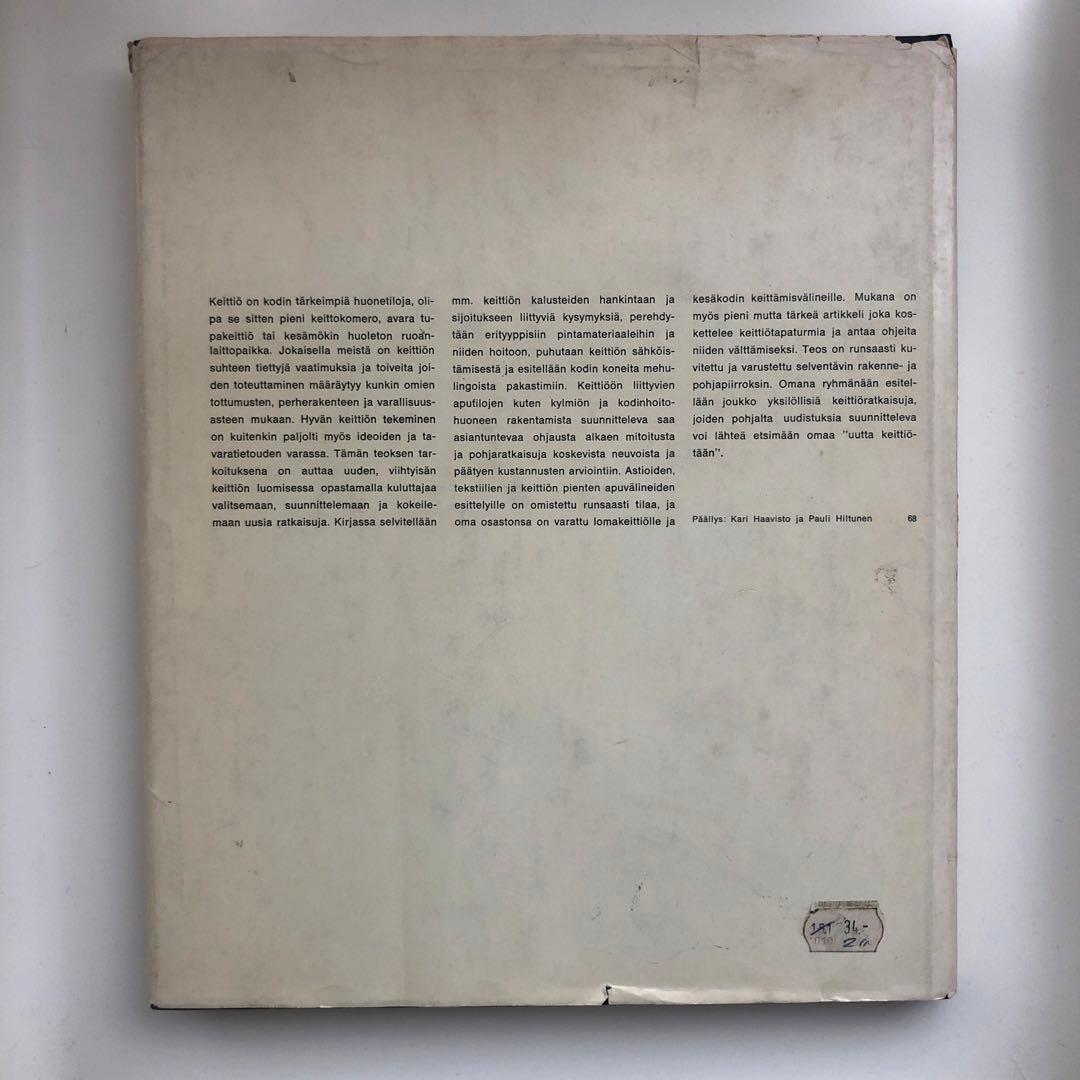 Keittiö on kodin tärkeimpiä huonetiloja, oli-
pa se sitten pieni keittokomero, avara tu-
pakeittiö tai kesämökin huoleton ruoan-
laittopaikka. Jokaisella meistä on keittiön
suhteen tiettyjä vaatimuksia ja toiveita joi-
den toteuttaminen määräytyy kunkin omien
tottumusten, perherakenteen ja varallisuus-
asteen mukaan. Hyvän keittiön tekeminen
on kuitenkin paljolti myös ideoiden ja ta-
varatietouden varassa. Tämän teoksen tar-
koituksena on auttaa uuden, viihtyisän
keittiön luomisessa opastamalla kuluttajaa
valitsemaan, suunnittelemaan ja kokeile-
maan uusia ratkaisuja. Kirjassa selvitellään
mm. keittiön kalusteiden hankintaan ja
sijoitukseen liittyviä kysymyksiä, perehdy-
tään erityyppisiin pintamateriaaleihin ja
niiden hoitoon, puhutaan keittiön sähköis-
tämisestä ja esitellään kodin koneita mehu-
lingoista pakastimiin. Keittiöön liittyvien
aputilojen kuten kylmiön ja kodinhoito-
huoneen rakentamista suunnitteleva saa
asiantuntevaa ohjausta alkaen mitoitusta
ja pohjaratkaisuja koskevista neuvoista ja
päätyen kustannusten arviointiin. Astioiden,
tekstiilien ja keittiön pienten apuvälineiden
esittelyille on omistettu runsaasti tilaa, ja
oma osastonsa on varattu lomakeittiölle ja
kesäkodin keittämisvälineille. Mukana on
myös pieni mutta tärkeä artikkeli joka kos-
kettelee keittiötapaturmia ja antaa ohjeita
niiden välttämiseksi. Teos on runsaasti ku-
vitettu ja varustettu selventävin rakenne- ja
pohjapiirroksin. Omana ryhmänään esitel-
lään joukko yksilöllisiä keittiöratkaisuja,
joiden pohjalta uudistuksia suunnitteleva
voi lähteä etsimään omaa "uutta keittiö-
tään".
Päällys: Kari Haavisto ja Pauli Hiltunen 68
34.-